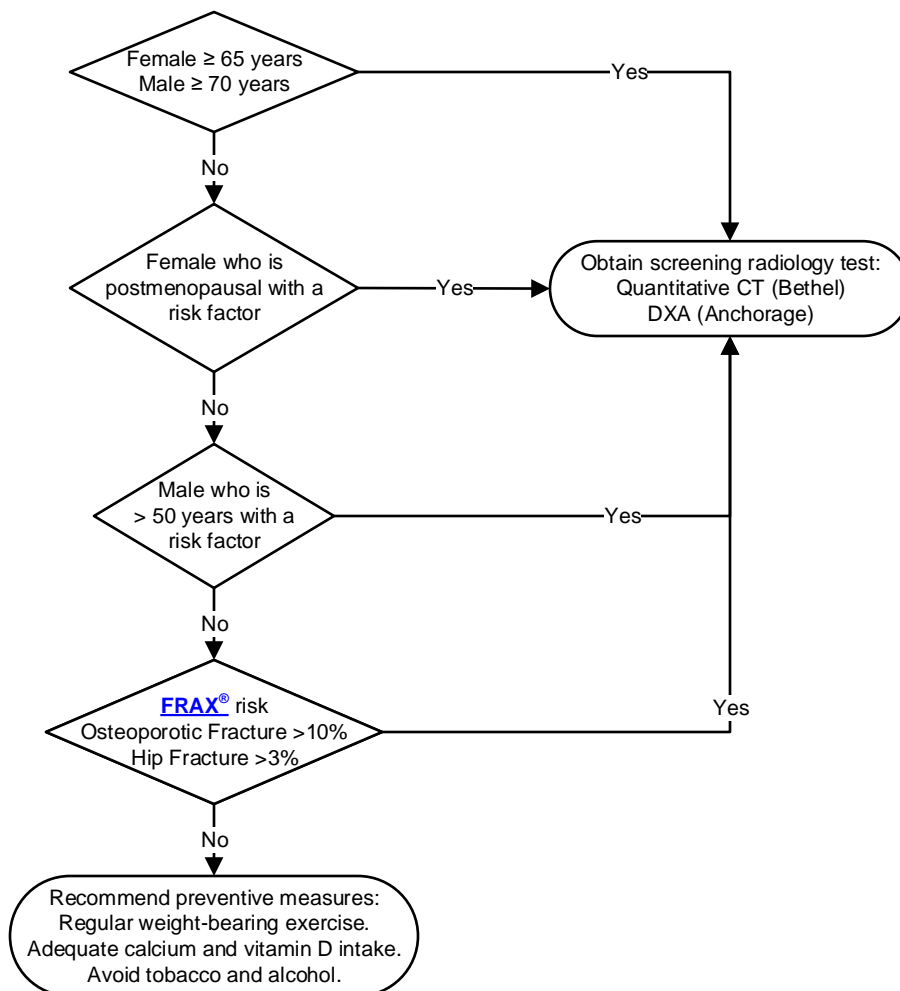 Female ≥ 65 years
Male ≥ 70 years
Yes
No
Female who is
postmenopausal with a
risk factor
Yes
Obtain screening radiology test:
Quantitative CT (Bethel)
DXA (Anchorage)
No
Male who is
> 50 years with a
risk factor
Yes
No
FRAX® risk
Osteoporotic Fracture >10%
Hip Fracture >3%
Yes
No
Recommend preventive measures:
Regular weight-bearing exercise.
Adequate calcium and vitamin D intake.
Avoid tobacco and alcohol.